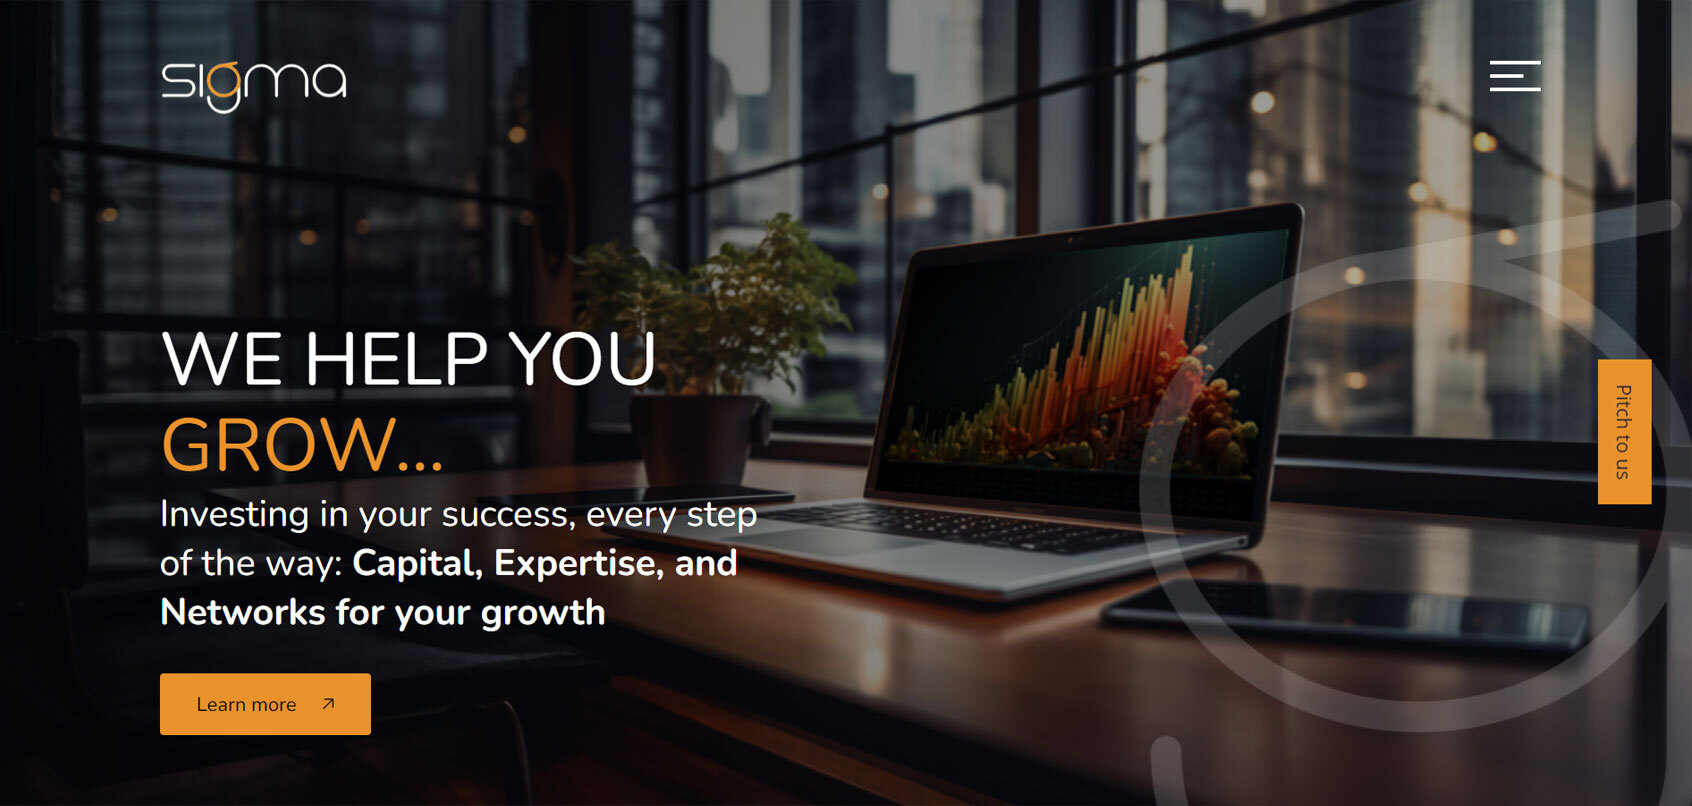 sigma
WE HELP YOU
GROW...
Investing in your success, every step
of the way: Capital, Expertise, and
Networks for your growth
Learn more
Pitch to us